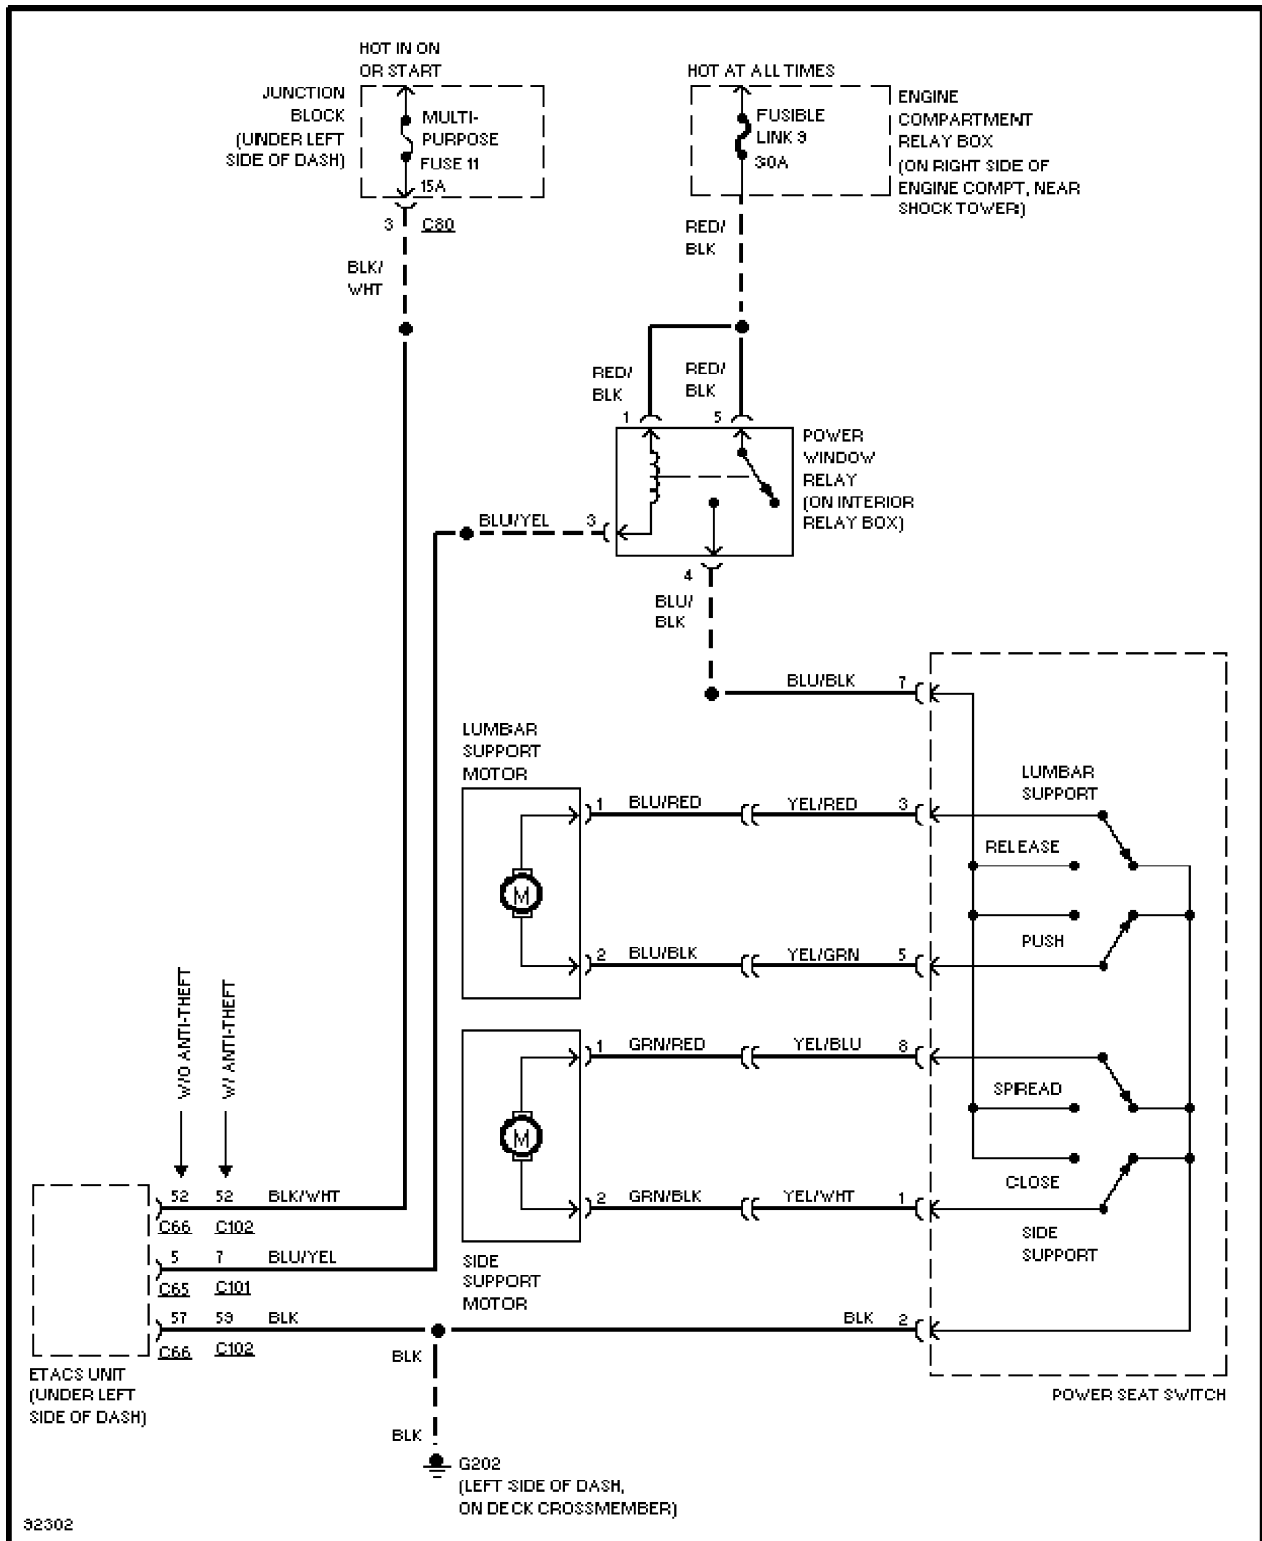 HOT IN ON
OR START
HOT AT ALL TIMES
JUNCTION
BLOCK
(UNDER LEFT
SIDE OF DASH)
MULTI-
PURPOSE
FUSE 11
15A
FUSIBLE
LINK 9
30A
ENGINE
COMPARTMENT
RELAY BOX
(ON RIGHT SIDE OF
ENGINE COMPT, NEAR
SHOCK TOWER)
3 C80
RED/
BLK
BLK/
WHT
RED/
BLK
RED/
BLK
1 5
POWER
WINDOW
RELAY
(ON INTERIOR
RELAY BOX)
BLU/YEL 3
4
BLU/
BLK
BLU/BLK 7
LUMBAR
SUPPORT
MOTOR
LUMBAR
SUPPORT
1 BLU/RED YEL/RED 3
RELEASE
M
PUSH
2 BLU/BLK YEL/GRN 5
W/O ANTI-THEFT
W/ ANTI-THEFT
1 GRN/RED YEL/BLU 8
SPREAD
M
CLOSE
2 GRN/BLK YEL/WHT 1
SIDE
SUPPORT
52 52 BLK/WHT
C66 C102
5 7 BLU/YEL
C65 C101
SIDE
SUPPORT
MOTOR
57 59 BLK
C66 C102
BLK 2
BLK
ETACS UNIT
(UNDER LEFT
SIDE OF DASH)
POWER SEAT SWITCH
BLK
G202
(LEFT SIDE OF DASH,
ON DECK CROSSMEMBER)
92302